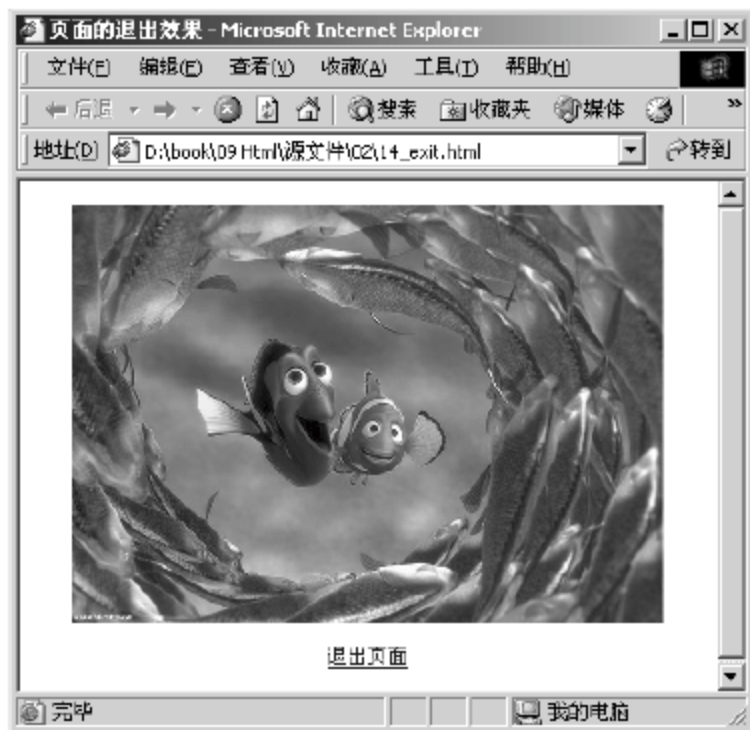 页面的退出效果 - Microsoft Internet Explorer
文件(F) 编辑(E) 查看(V) 收藏(A) 工具(T) 帮助(H)
后退 搜索 收藏夹 媒体 »
地址(D) D:\book\09 Html\源文件\02\14_exit.html 转到
退出页面
完毕 我的电脑